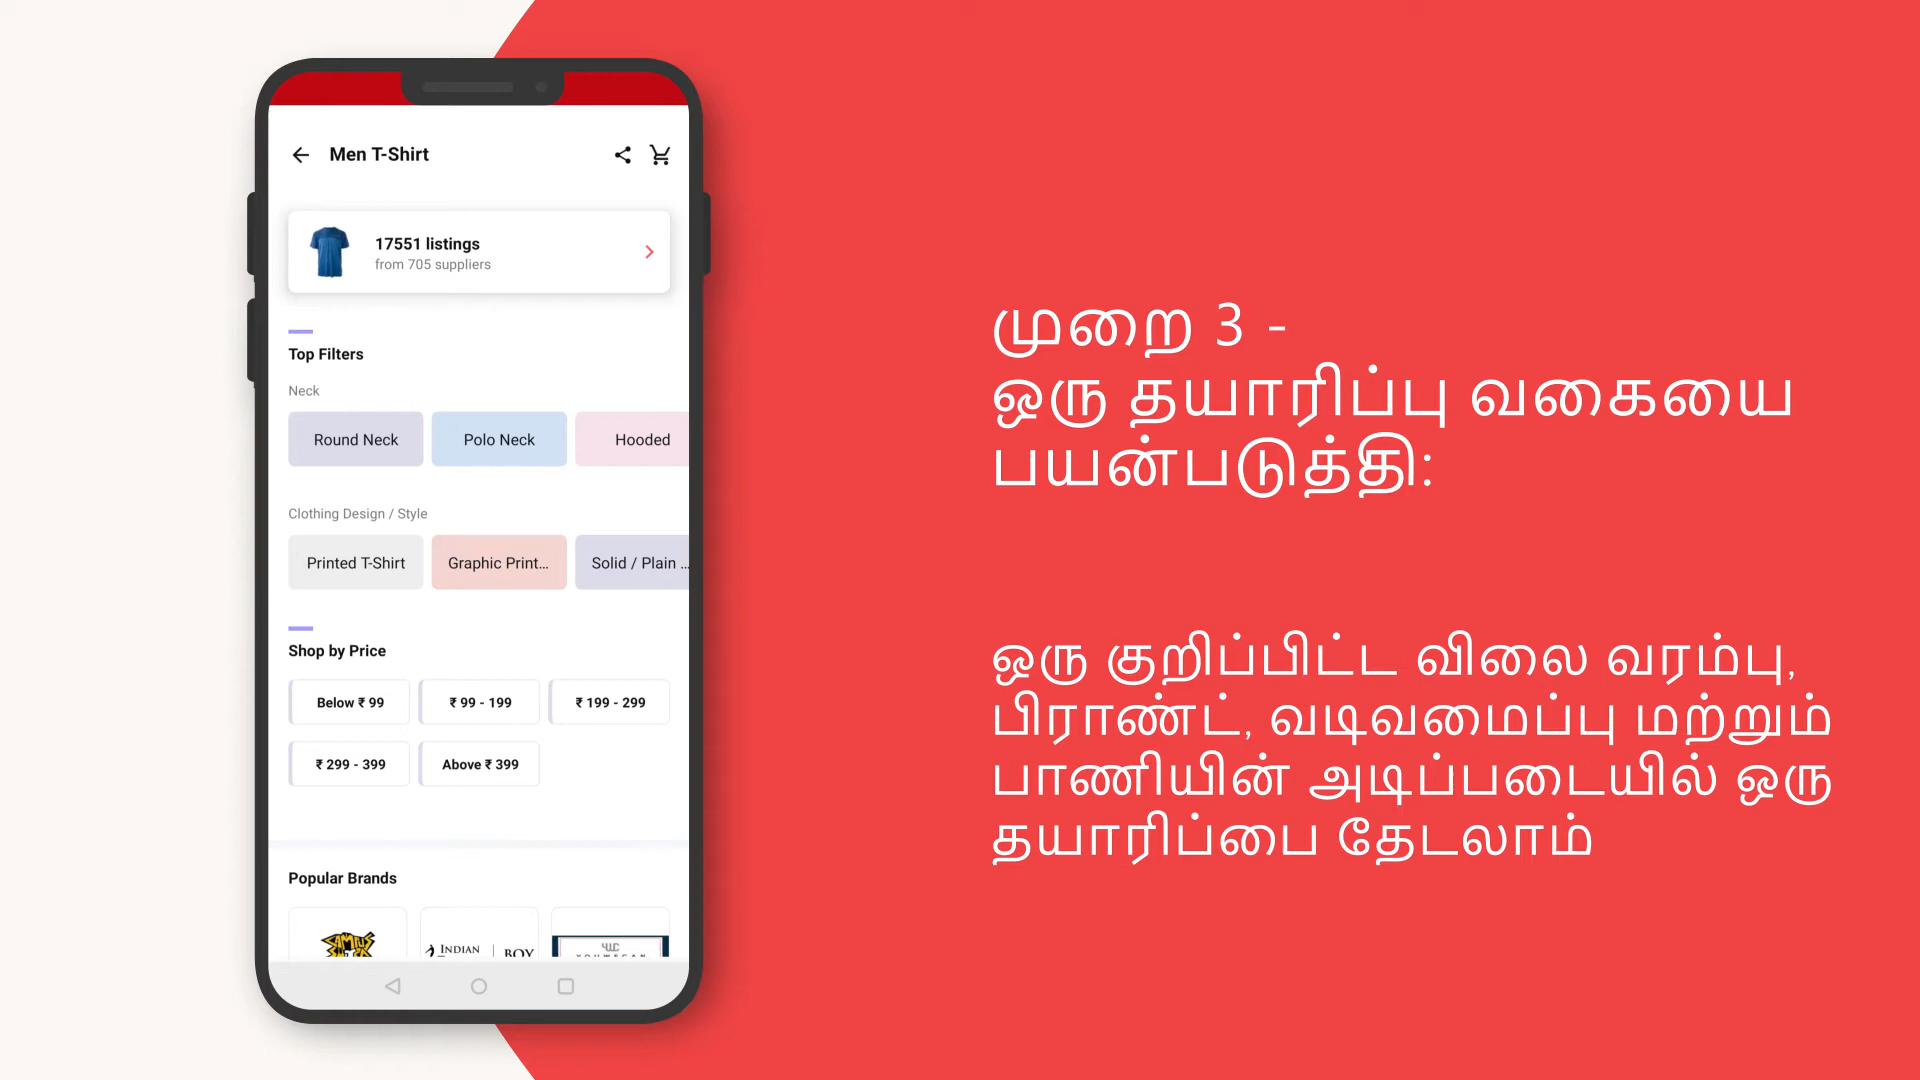 Men T-Shirt
17551 listings
from 705 suppliers
Top Filters
Neck
Round Neck
Polo Neck
Hooded
Clothing Design / Style
Printed T-Shirt
Graphic Print...
Solid / Plain ...
Shop by Price
Below ₹ 99
₹ 99 - 199
₹ 199 - 299
₹ 299 - 399
Above ₹ 399
Popular Brands
INDIAN
BOY
முறை 3 -
ஒரு தயாரிப்பு வகையை
பயன்படுத்தி:
ஒரு குறிப்பிட்ட விலை வரம்பு,
பிராண்ட், வடிவமைப்பு மற்றும்
பாணியின் அடிப்படையில் ஒரு
தயாரிப்பை தேடலாம்